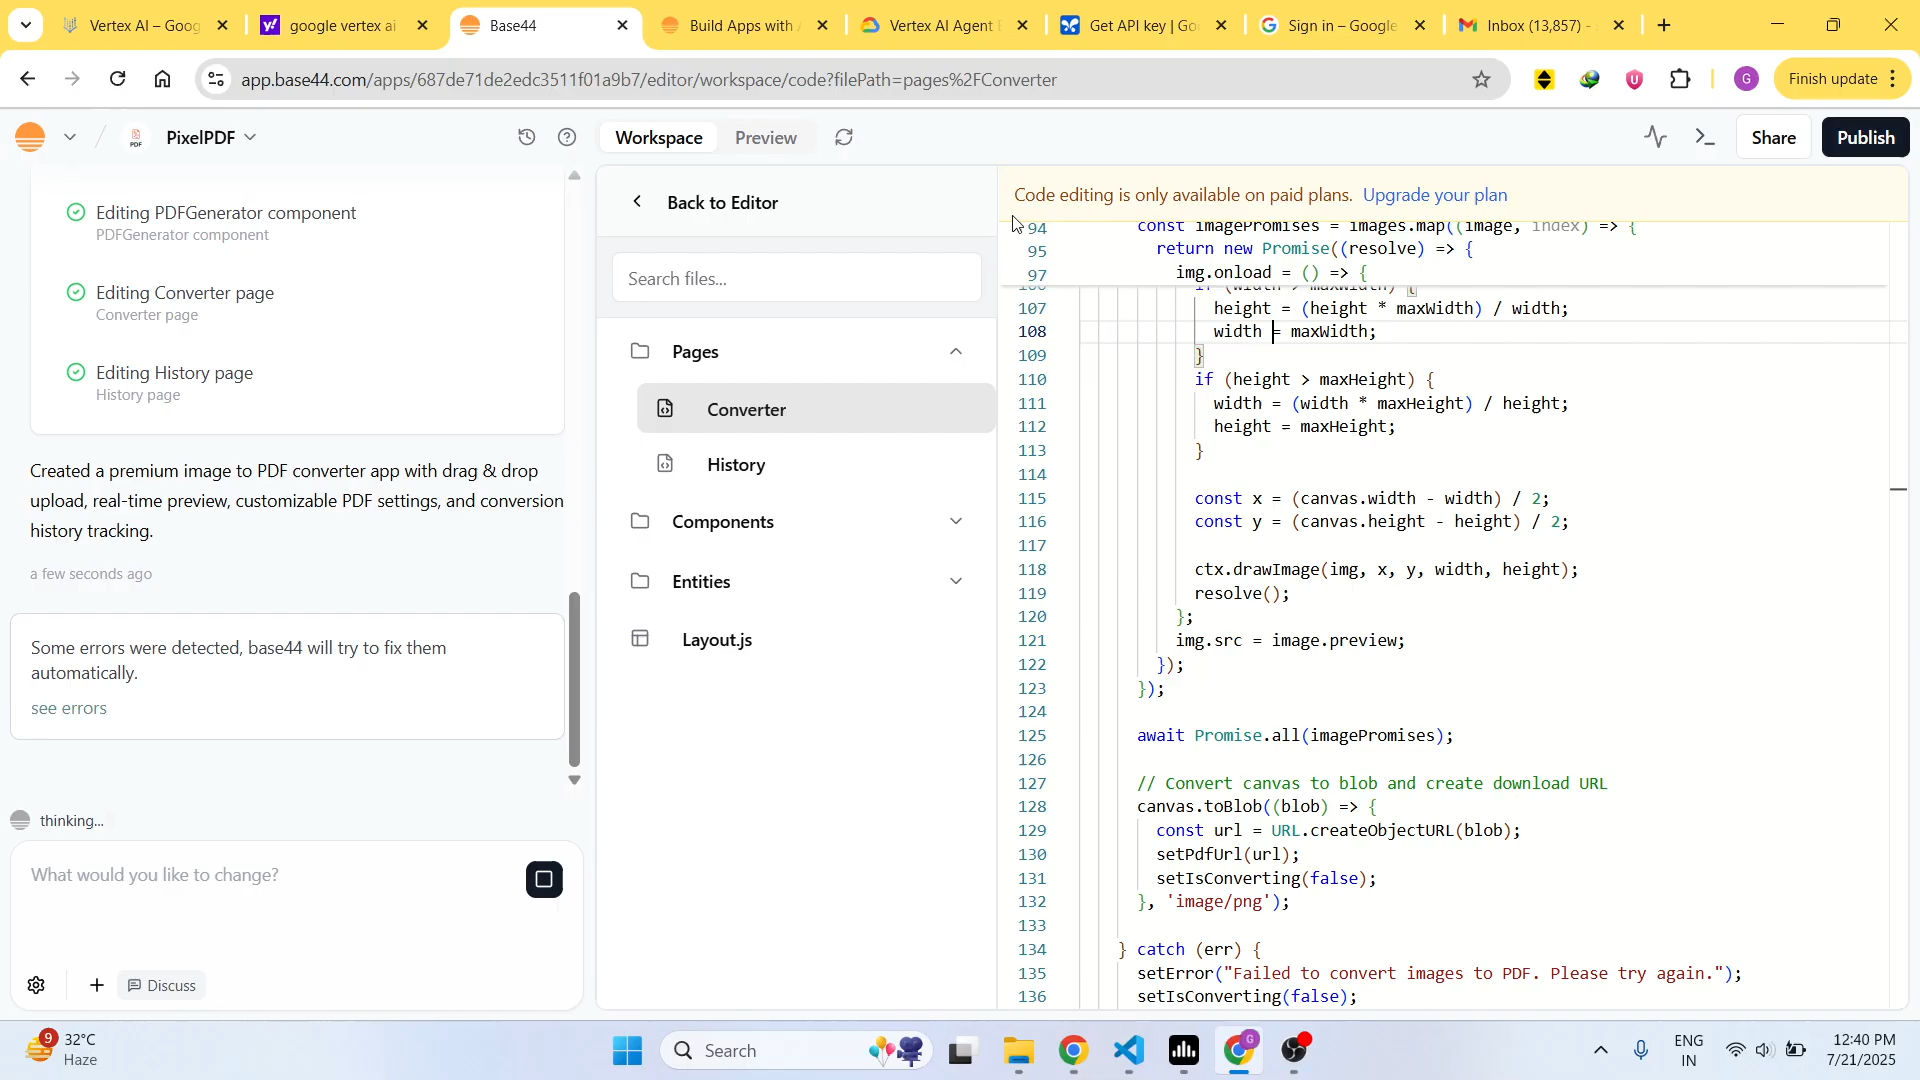 Vertex AI – Goog
google vertex ai
Base44
Build Apps with
Vertex AI Agent
Get API key | Go
Sign in – Google
Inbox (13,857) -
app.base44.com/apps/687de71de2edc3511f01a9b7/editor/workspace/code?filePath=pages%2FConverter
G
Finish update
PDF
PixelPDF
Workspace
Preview
Share
Publish
Editing PDFGenerator component
PDFGenerator component
Editing Converter page
Converter page
Editing History page
History page
Created a premium image to PDF converter app with drag & drop
upload, real-time preview, customizable PDF settings, and conversion
history tracking.
a few seconds ago
Some errors were detected, base44 will try to fix them
automatically.
see errors
thinking...
What would you like to change?
Discuss
Back to Editor
Search files...
Pages
Converter
History
Components
Entities
Layout.js
Code editing is only available on paid plans. Upgrade your plan
94 const imagePromises = images.map((image, index) => {
95 return new Promise((resolve) => {
97 img.onload = () => {
106 if (width > maxWidth) {
107 height = (height * maxWidth) / width;
108 width = maxWidth;
109 }
110 if (height > maxHeight) {
111 width = (width * maxHeight) / height;
112 height = maxHeight;
113 }
114
115 const x = (canvas.width - width) / 2;
116 const y = (canvas.height - height) / 2;
117
118 ctx.drawImage(img, x, y, width, height);
119 resolve();
120 };
121 img.src = image.preview;
122 });
123 });
124
125 await Promise.all(imagePromises);
126
127 // Convert canvas to blob and create download URL
128 canvas.toBlob((blob) => {
129 const url = URL.createObjectURL(blob);
130 setPdfUrl(url);
131 setIsConverting(false);
132 }, 'image/png');
133
134 } catch (err) {
135 setError("Failed to convert images to PDF. Please try again.");
136 setIsConverting(false);
9
32°C
Haze
Search
G
ENG
IN
12:40 PM
7/21/2025